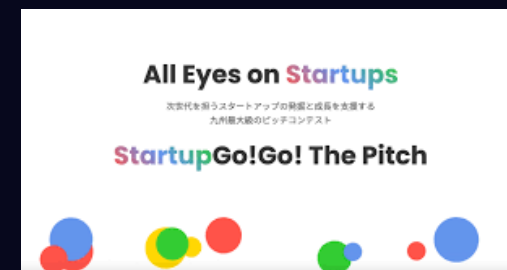 All Eyes on Startups
次世代を担うスタートアップの発掘と成長を支援する
九州最大級のピッチコンテスト
StartupGo!Go! The Pitch